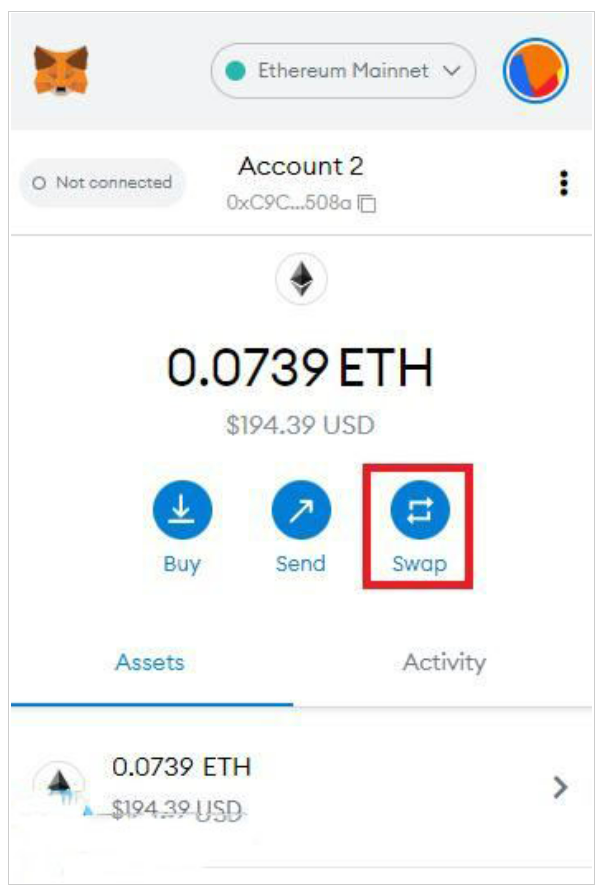 Ethereum Mainnet
Not connected
Account 2
0xC9C...508a
0.0739 ETH
$194.39 USD
Buy Send Swap
Assets Activity
0.0739 ETH
$194.39 USD